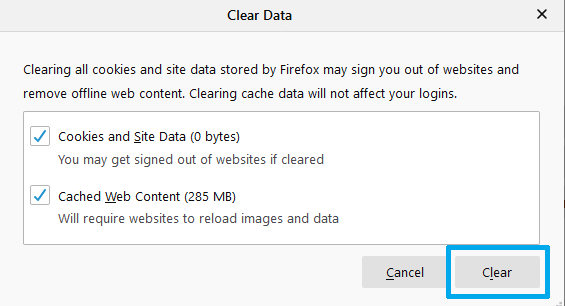 Clear Data
Clearing all cookies and site data stored by Firefox may sign you out of websites and
remove offline web content. Clearing cache data will not affect your logins.
Cookies and Site Data (0 bytes)
You may get signed out of websites if cleared
Cached Web Content (285 MB)
Will require websites to reload images and data
Cancel
Clear